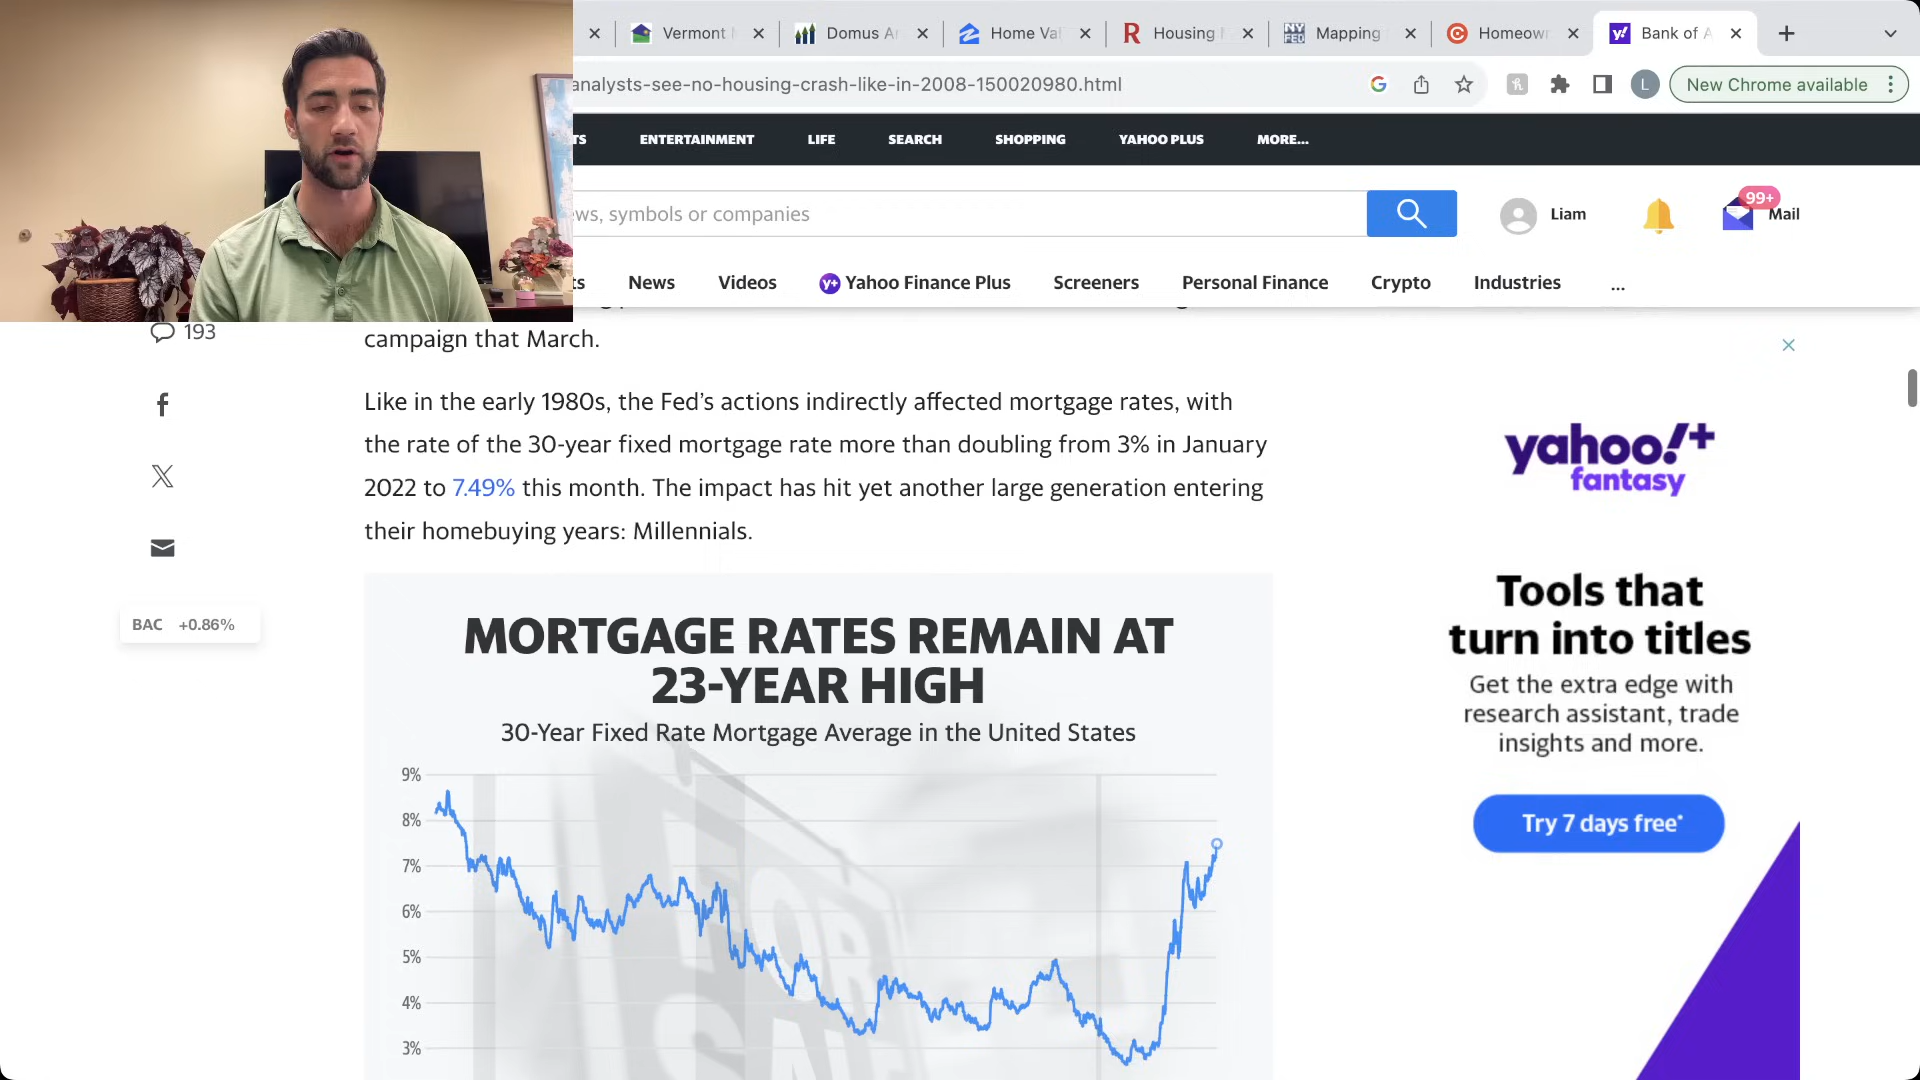 Vermont
Domus Ar
Home Val
Housing
Mapping
Homeown
Bank of A
analysts-see-no-housing-crash-like-in-2008-150020980.html
L
New Chrome available
TS
ENTERTAINMENT
LIFE
SEARCH
SHOPPING
YAHOO PLUS
MORE...
ws, symbols or companies
Liam
99+
Mail
ts
News
Videos
Yahoo Finance Plus
Screeners
Personal Finance
Crypto
Industries
...
193
campaign that March.
Like in the early 1980s, the Fed’s actions indirectly affected mortgage rates, with
the rate of the 30-year fixed mortgage rate more than doubling from 3% in January
2022 to 7.49% this month. The impact has hit yet another large generation entering
their homebuying years: Millennials.
BAC +0.86%
MORTGAGE RATES REMAIN AT
23-YEAR HIGH
30-Year Fixed Rate Mortgage Average in the United States
9%
8%
7%
6%
5%
4%
3%
FOR
SALE
yahoo!+
fantasy
Tools that
turn into titles
Get the extra edge with
research assistant, trade
insights and more.
Try 7 days free*